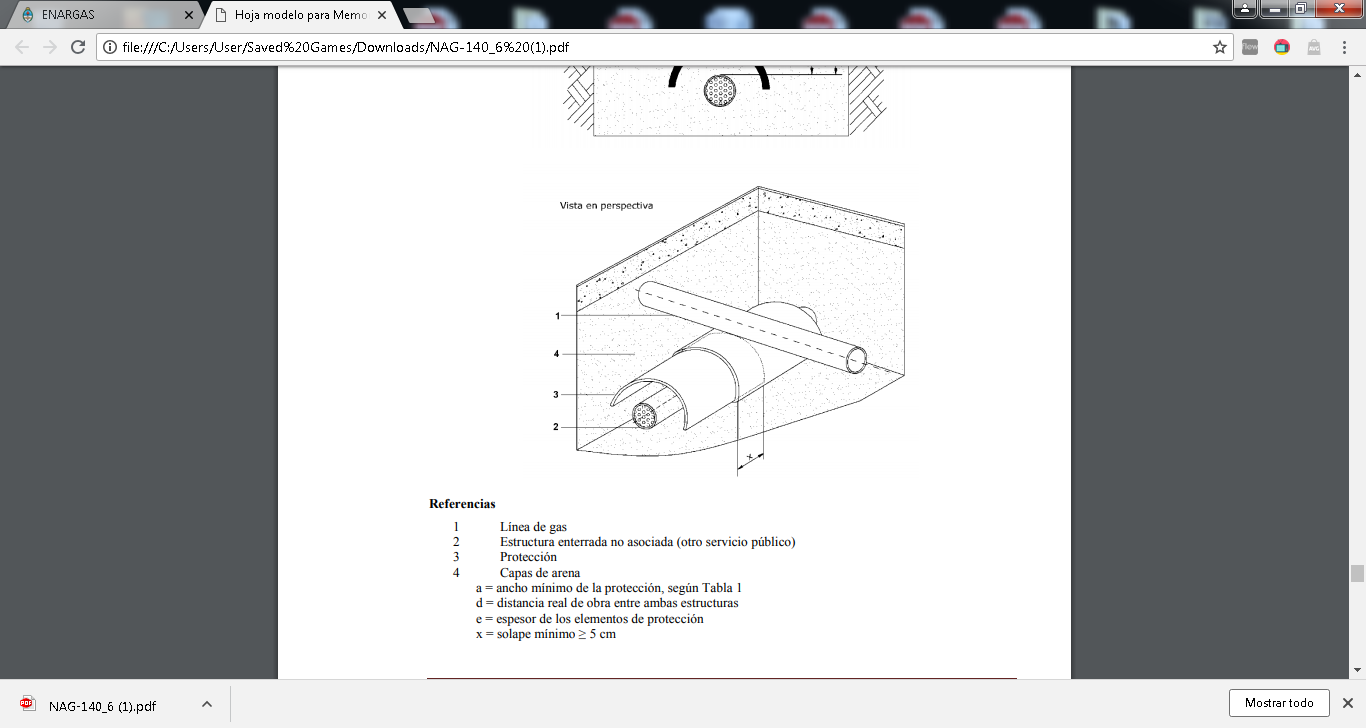 ENARGAS
Hoja modelo para Memo
file:///C:/Users/User/Saved%20Games/Downloads/NAG-140_6%20(1).pdf
Vista en perspectiva
1
4
3
2
x
Referencias
1 Línea de gas
2 Estructura enterrada no asociada (otro servicio público)
3 Protección
4 Capas de arena
a = ancho mínimo de la protección, según Tabla 1
d = distancia real de obra entre ambas estructuras
e = espesor de los elementos de protección
x = solape mínimo ≥ 5 cm
NAG-140_6 (1).pdf
Mostrar todo